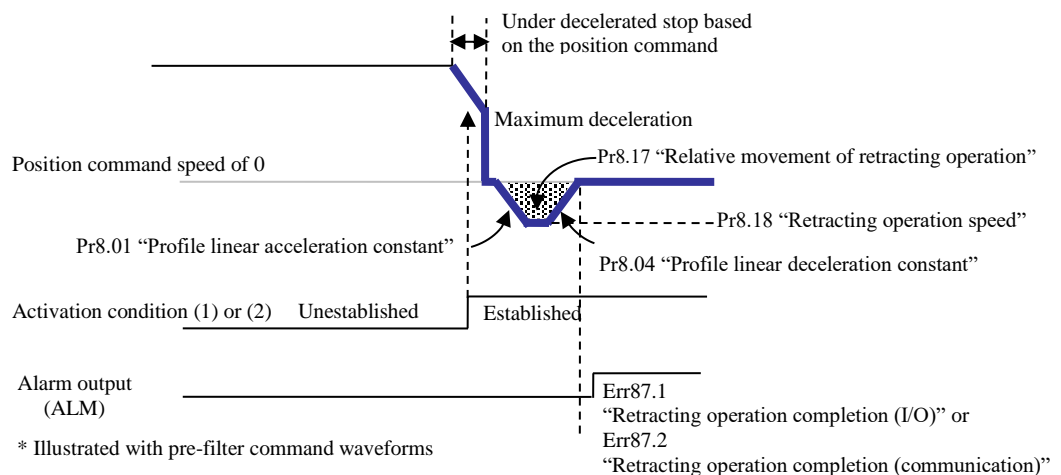 Under decelerated stop based
on the position command
Maximum deceleration
Position command speed of 0
Pr8.17 “Relative movement of retracting operation”
Pr8.18 “Retracting operation speed”
Pr8.01 “Profile linear acceleration constant”
Pr8.04 “Profile linear deceleration constant”
Activation condition (1) or (2) Unestablished Established
Alarm output
(ALM)
Err87.1
“Retracting operation completion (I/O)” or
Err87.2
“Retracting operation completion (communication)”
* Illustrated with pre-filter command waveforms